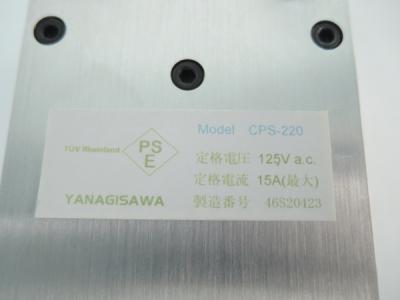 Model CPS-220
TÜV Rheinland
PS
E
定格電圧 125V a.c.
定格電流 15A(最大)
YANAGISAWA
製造番号 46S20423